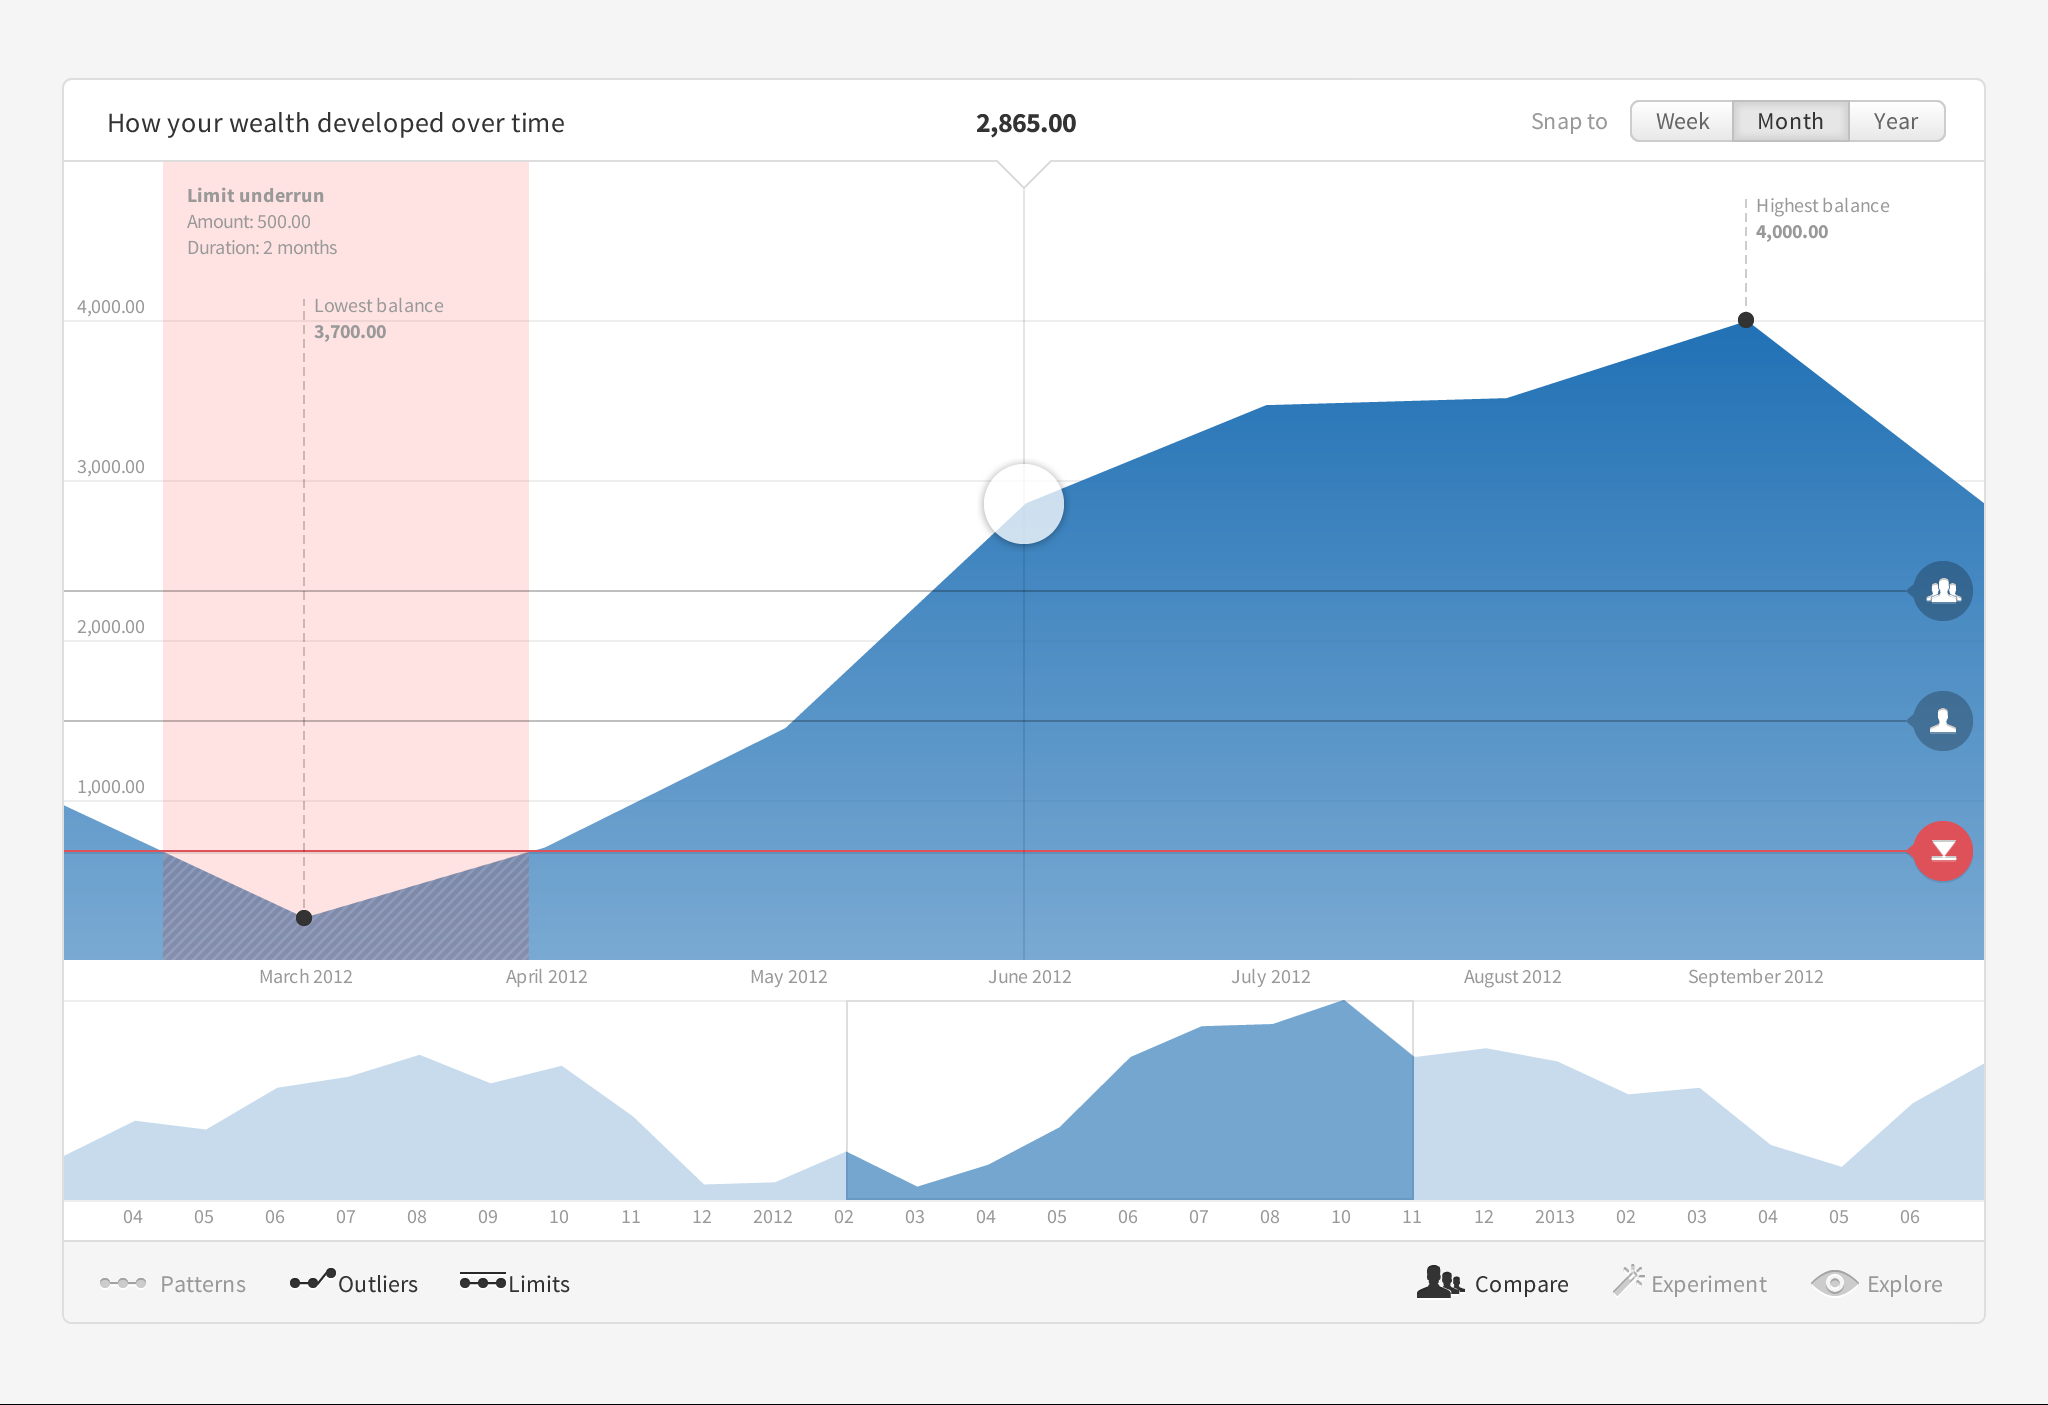 How your wealth developed over time
2,865.00
Snap to
Week
Month
Year
Limit underrun
Amount: 500.00
Duration: 2 months
Highest balance
4,000.00
Lowest balance
3,700.00
4,000.00
3,000.00
2,000.00
1,000.00
March 2012
April 2012
May 2012
June 2012
July 2012
August 2012
September 2012
04
05
06
07
08
09
10
11
12
2012
02
03
04
05
06
07
08
10
11
12
2013
02
03
04
05
06
Patterns
Outliers
Limits
Compare
Experiment
Explore